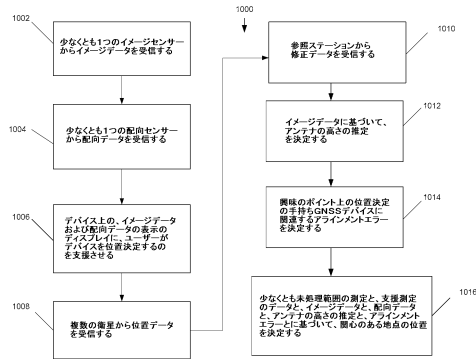 1000
1002
少なくとも1つのイメージセンサー
からイメージデータを受信する
1004
少なくとも1つの配向センサー
から配向データを受信する
1006
デバイス上の、イメージデータ
および配向データの表示の
ディスプレイに、ユーザーが
デバイスを位置決定するの
を支援させる
1008
複数の衛星から位置データ
を受信する
1010
参照ステーションから
修正データを受信する
1012
イメージデータに基づいて、
アンテナの高さの推定
を決定する
1014
興味のポイント上の位置決定
の手持ちGNSSデバイスに
関連するアラインメントエラー
を決定する
1016
少なくとも未処理範囲の測定と、支援測定
のデータと、イメージデータと、配向データ
と、アンテナの高さの推定と、アラインメント
エラーとに基づいて、関心のある地点の位置
を決定する